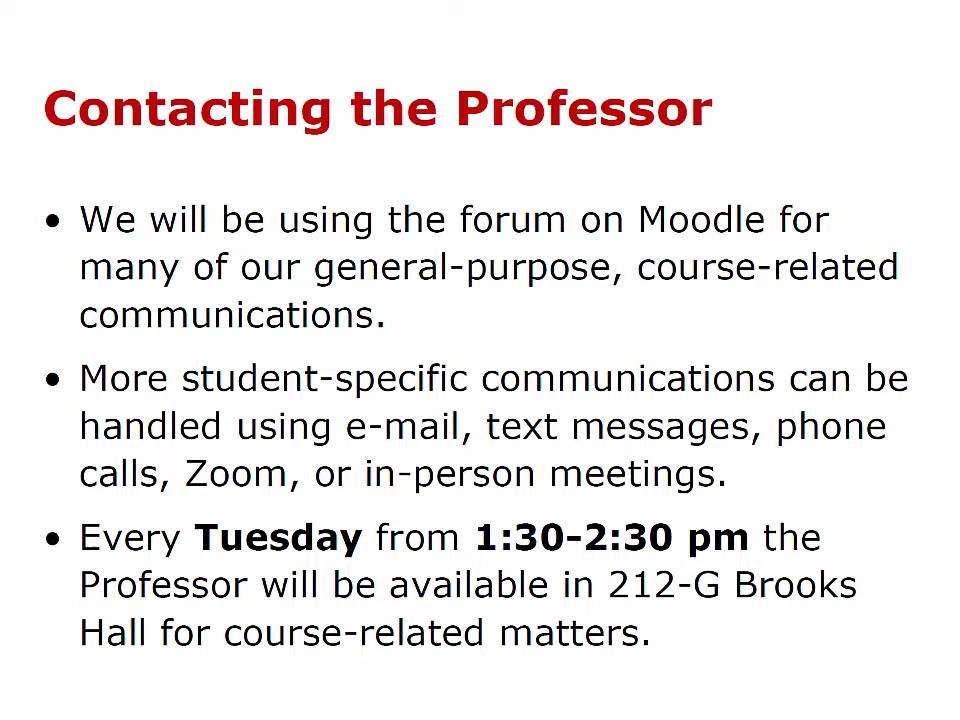 Contacting the Professor
• We will be using the forum on Moodle for
many of our general-purpose, course-related
communications.
• More student-specific communications can be
handled using e-mail, text messages, phone
calls, Zoom, or in-person meetings.
• Every Tuesday from 1:30-2:30 pm the
Professor will be available in 212-G Brooks
Hall for course-related matters.